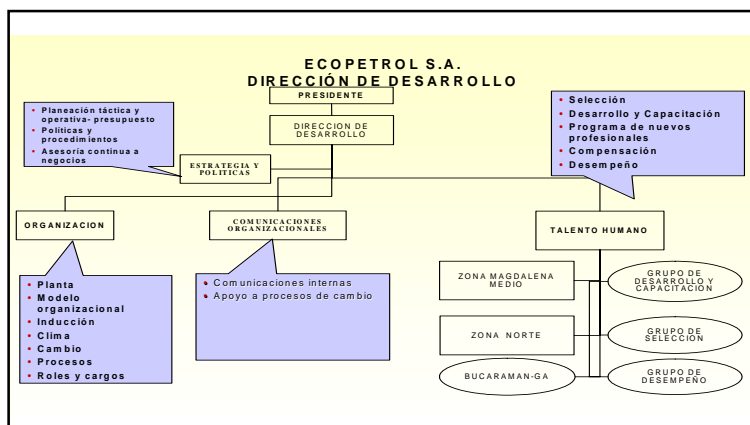 ECOPETROL S.A.
DIRECCIÓN DE DESARROLLO
PRESIDENTE
DIRECCION DE
DESARROLLO
• Planeación táctica y
operativa- presupuesto
• Políticas y
procedimientos
• Asesoría continua a
negocios
ESTRATEGIA Y
POLITICAS
• Selección
• Desarrollo y Capacitación
• Programa de nuevos
profesionales
• Compensación
• Desempeño
ORGANIZACION
COMUNICACIONES
ORGANIZACIONALES
TALENTO HUMANO
• Planta
• Modelo
organizacional
• Inducción
• Clima
• Cambio
• Procesos
• Roles y cargos
• Comunicaciones internas
• Apoyo a procesos de cambio
ZONA MAGDALENA
MEDIO
GRUPO DE
DESARROLLO Y
CAPACITACIÓN
ZONA NORTE
GRUPO DE
SELECCIÓN
BUCARAMAN-GA
GRUPO DE
DESEMPEÑO